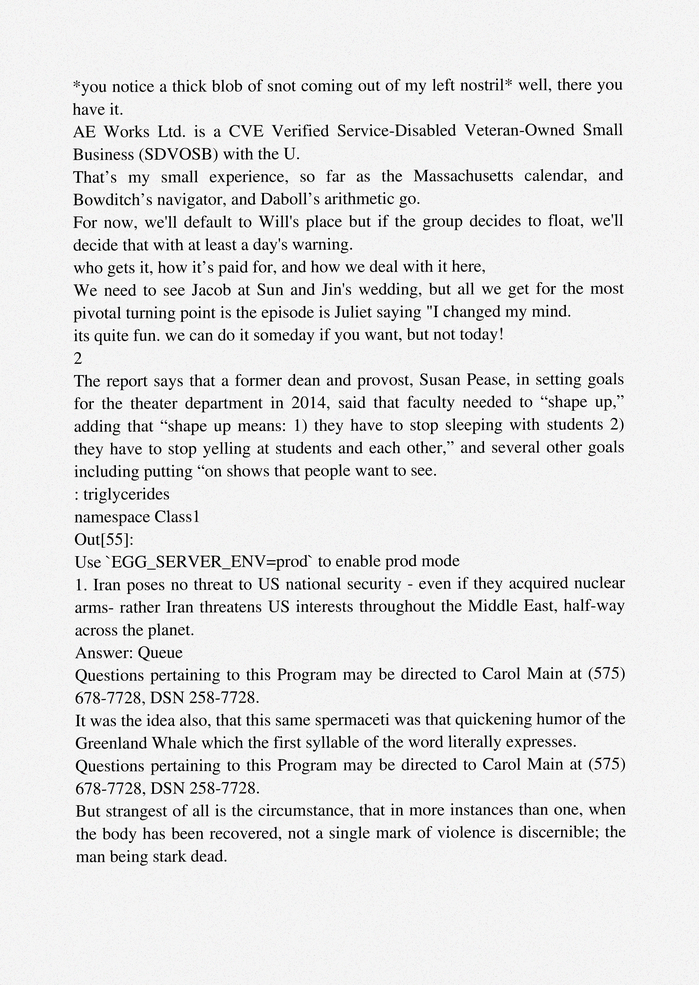 *you notice a thick blob of snot coming out of my left nostril* well, there you
have it.
AE Works Ltd. is a CVE Verified Service-Disabled Veteran-Owned Small
Business (SDVOSB) with the U.
That’s my small experience, so far as the Massachusetts calendar, and
Bowditch’s navigator, and Daboll’s arithmetic go.
For now, we'll default to Will's place but if the group decides to float, we'll
decide that with at least a day's warning.
who gets it, how it’s paid for, and how we deal with it here,
We need to see Jacob at Sun and Jin's wedding, but all we get for the most
pivotal turning point is the episode is Juliet saying "I changed my mind.
its quite fun. we can do it someday if you want, but not today!
2
The report says that a former dean and provost, Susan Pease, in setting goals
for the theater department in 2014, said that faculty needed to “shape up,”
adding that “shape up means: 1) they have to stop sleeping with students 2)
they have to stop yelling at students and each other,” and several other goals
including putting “on shows that people want to see.
: triglycerides
namespace Class1
Out[55]:
Use `EGG_SERVER_ENV=prod` to enable prod mode
1. Iran poses no threat to US national security - even if they acquired nuclear
arms- rather Iran threatens US interests throughout the Middle East, half-way
across the planet.
Answer: Queue
Questions pertaining to this Program may be directed to Carol Main at (575)
678-7728, DSN 258-7728.
It was the idea also, that this same spermaceti was that quickening humor of the
Greenland Whale which the first syllable of the word literally expresses.
Questions pertaining to this Program may be directed to Carol Main at (575)
678-7728, DSN 258-7728.
But strangest of all is the circumstance, that in more instances than one, when
the body has been recovered, not a single mark of violence is discernible; the
man being stark dead.